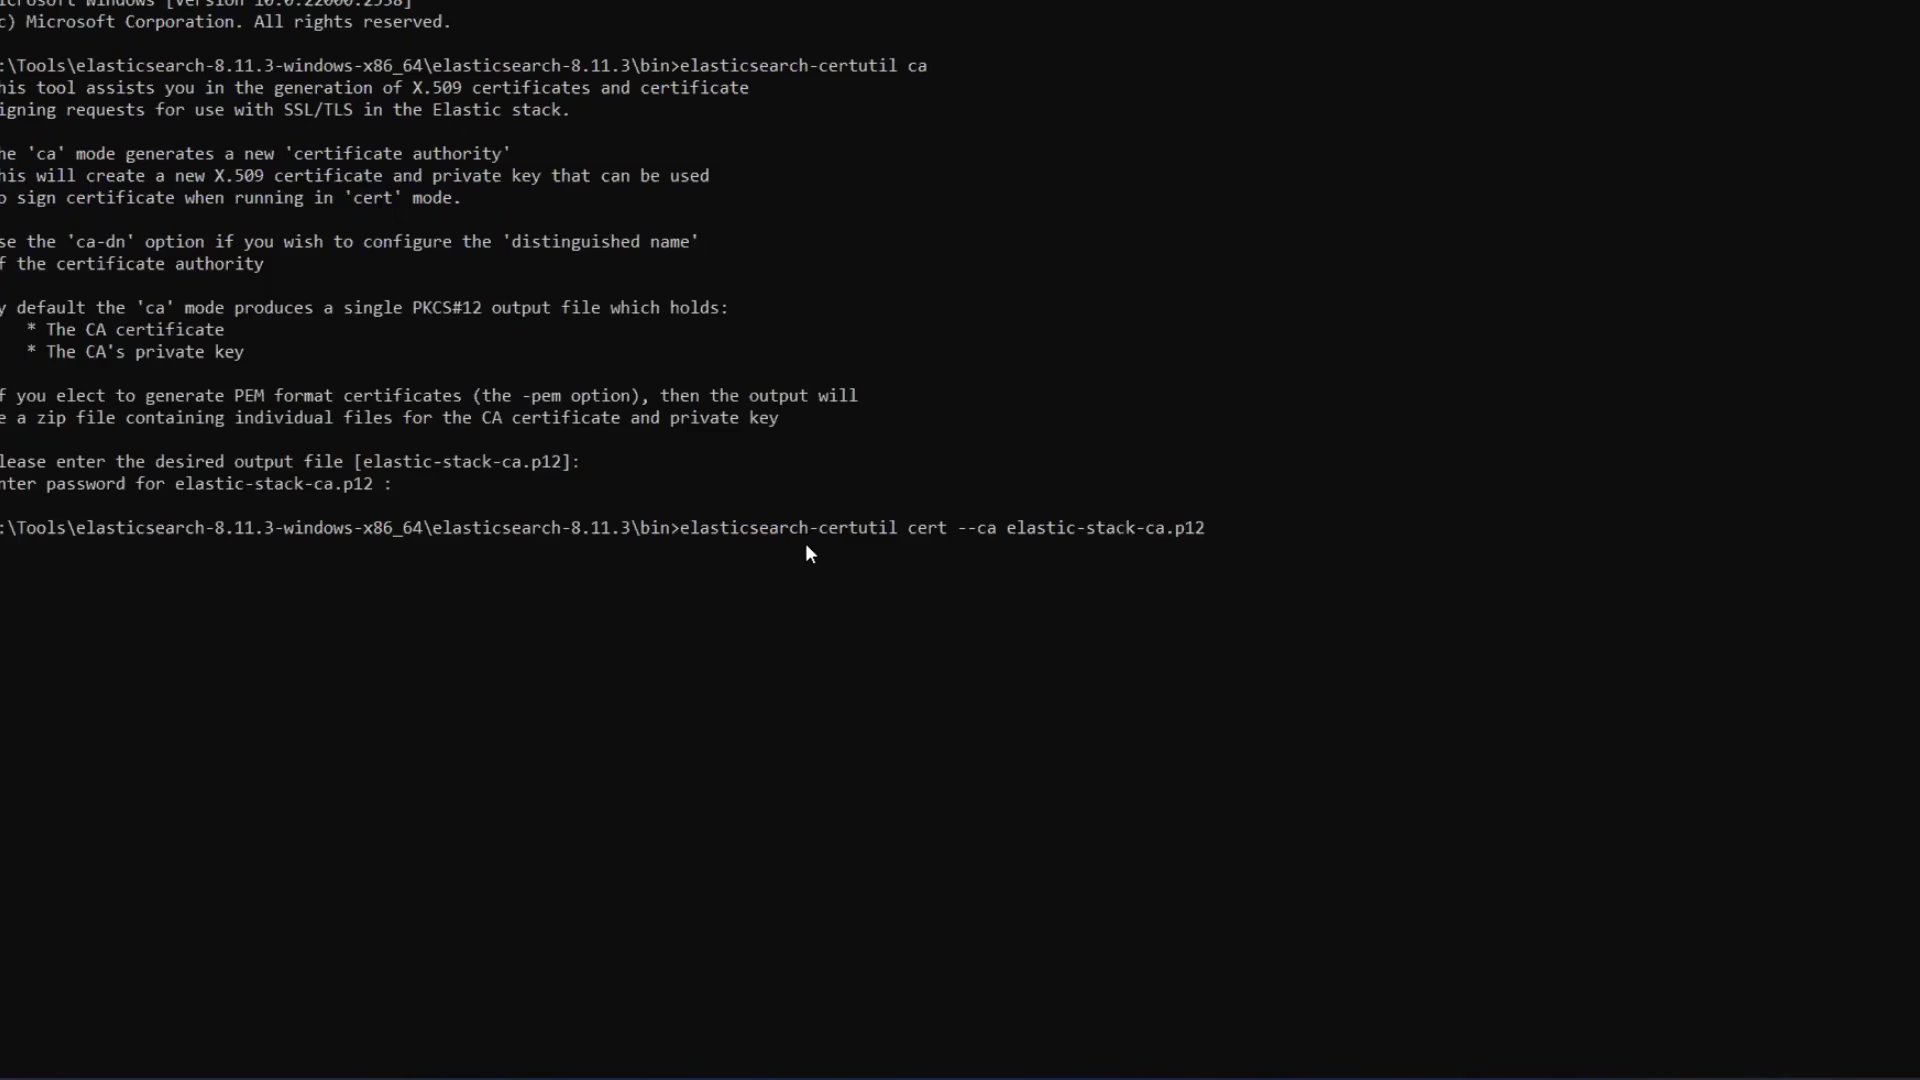 icrosoft Windows [Version 10.0.22000.2538]
c) Microsoft Corporation. All rights reserved.
:\Tools\elasticsearch-8.11.3-windows-x86_64\elasticsearch-8.11.3\bin>elasticsearch-certutil ca
his tool assists you in the generation of X.509 certificates and certificate
igning requests for use with SSL/TLS in the Elastic stack.
he 'ca' mode generates a new 'certificate authority'
his will create a new X.509 certificate and private key that can be used
o sign certificate when running in 'cert' mode.
se the 'ca-dn' option if you wish to configure the 'distinguished name'
f the certificate authority
y default the 'ca' mode produces a single PKCS#12 output file which holds:
* The CA certificate
* The CA's private key
f you elect to generate PEM format certificates (the -pem option), then the output will
e a zip file containing individual files for the CA certificate and private key
lease enter the desired output file [elastic-stack-ca.p12]:
nter password for elastic-stack-ca.p12 :
:\Tools\elasticsearch-8.11.3-windows-x86_64\elasticsearch-8.11.3\bin>elasticsearch-certutil cert --ca elastic-stack-ca.p12